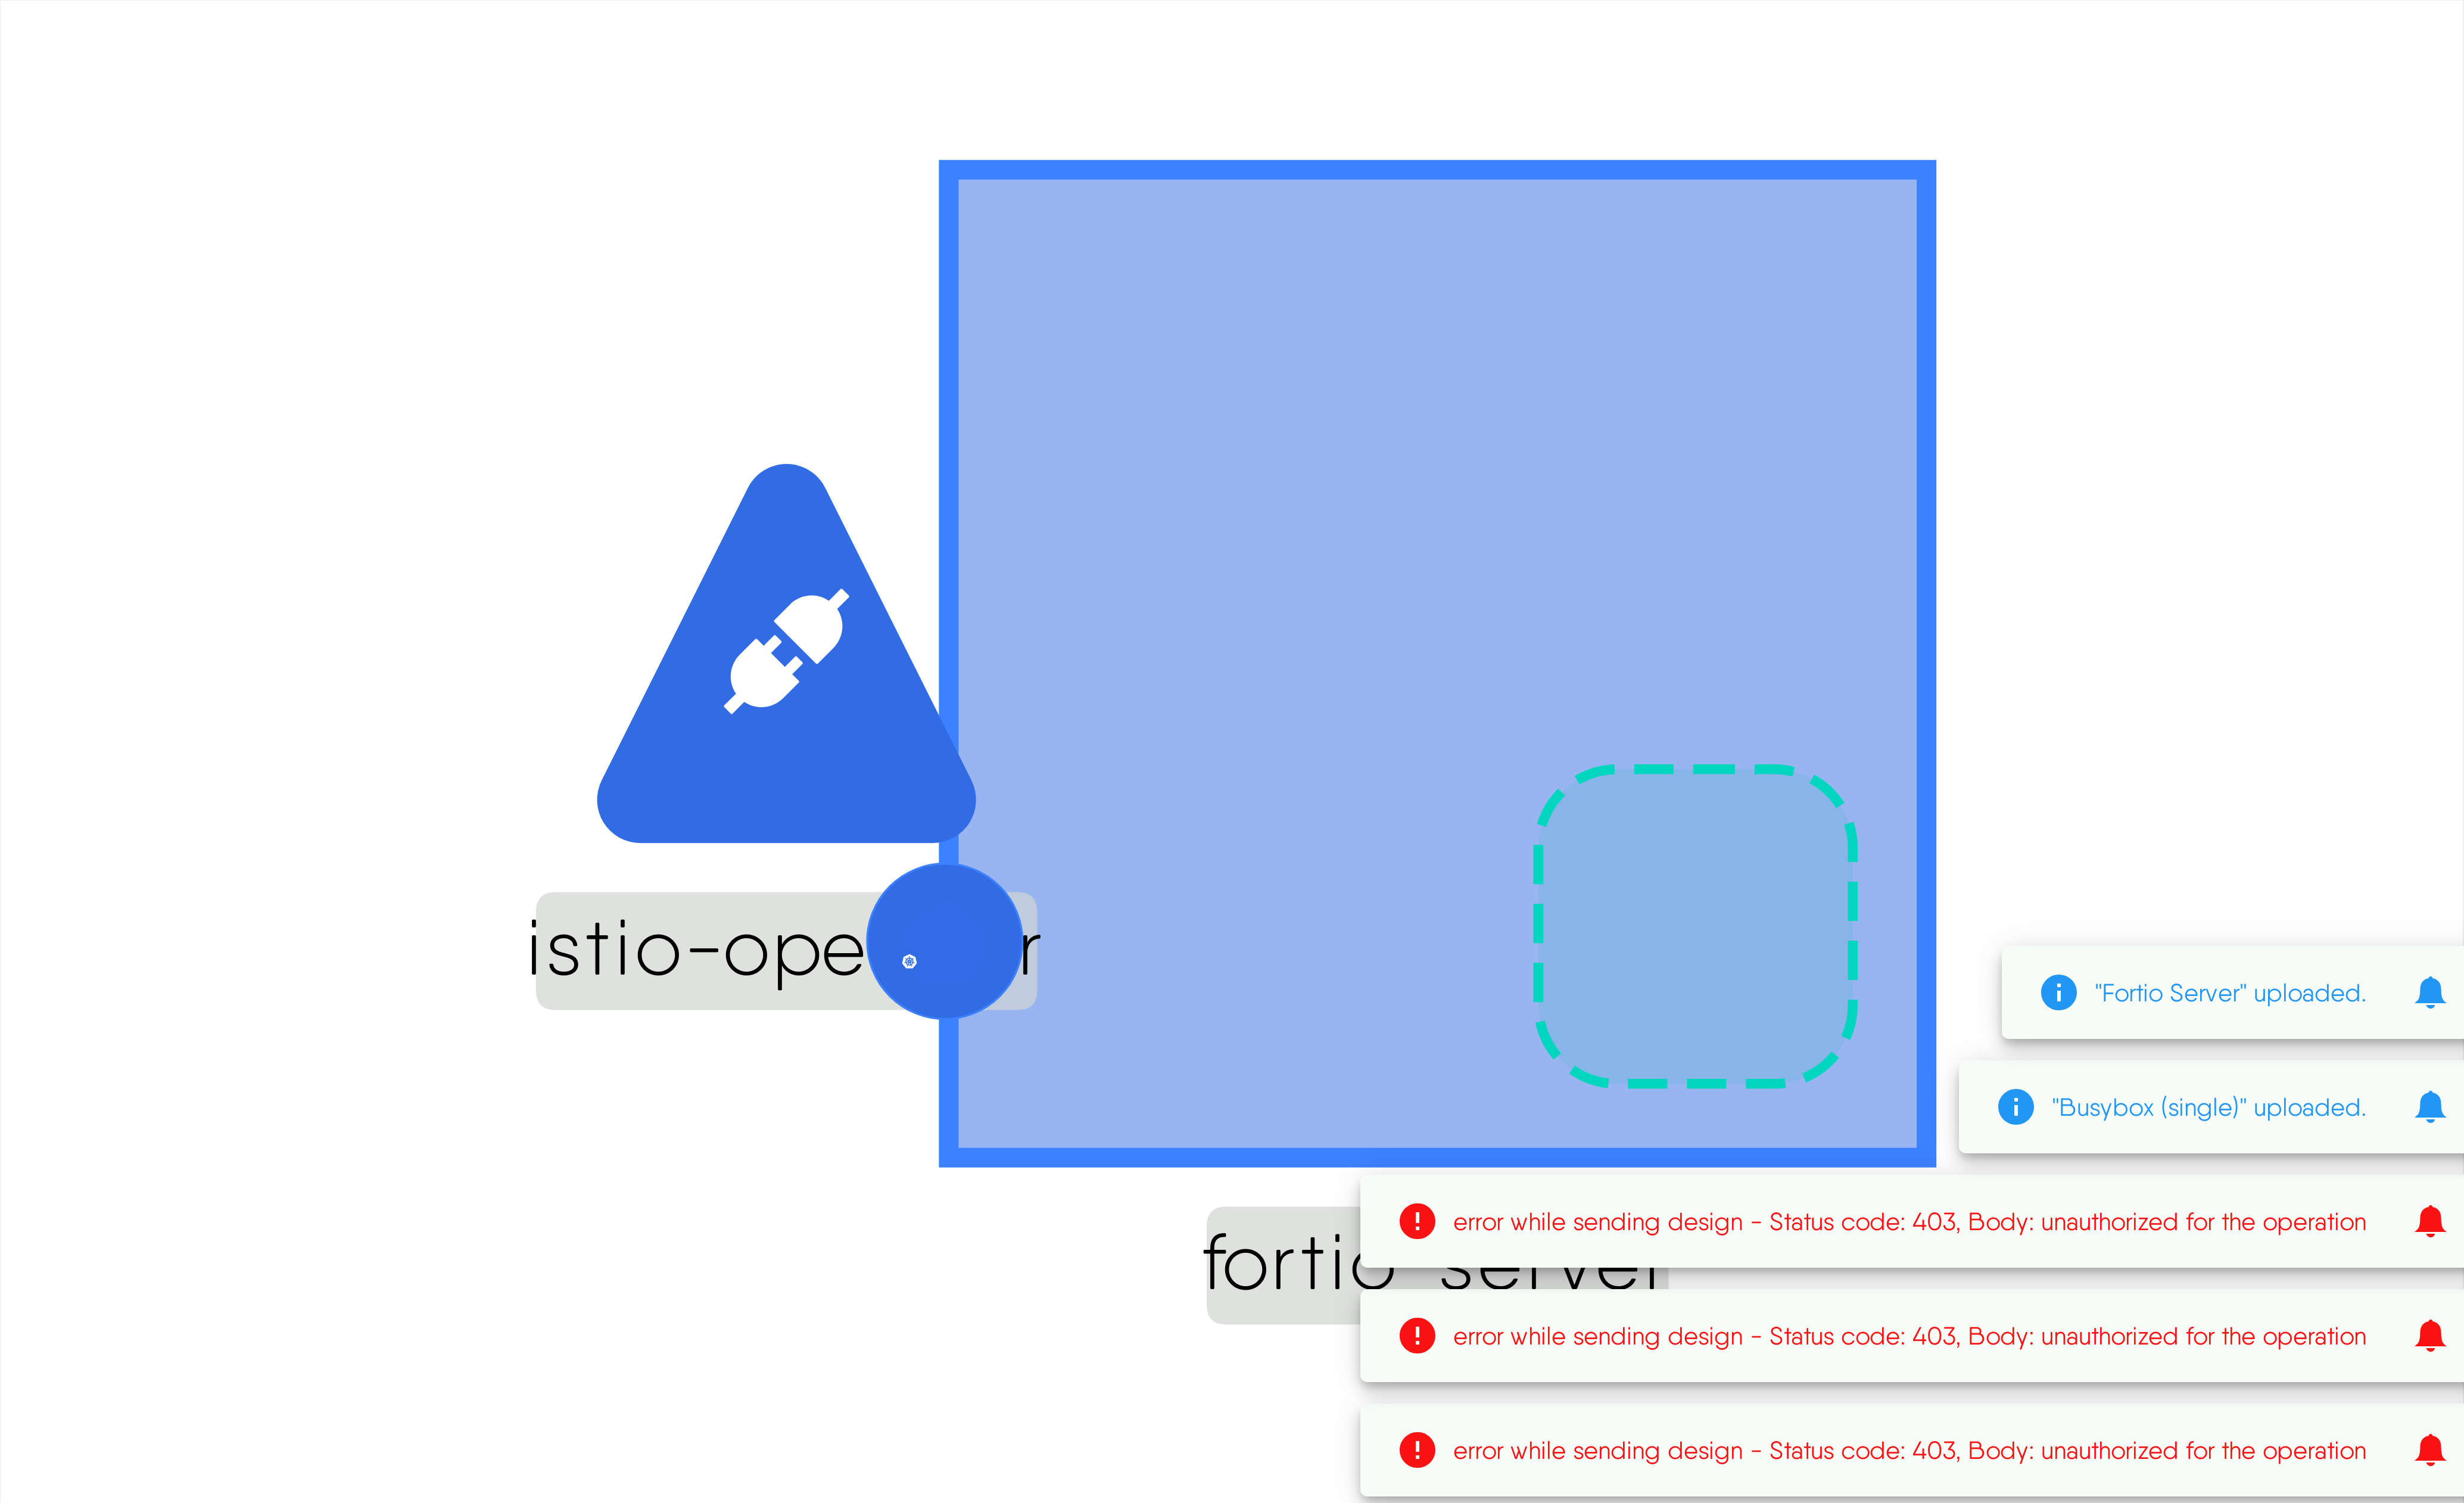 istio-ope r
"Fortio Server" uploaded.
"Busybox (single)" uploaded.
error while sending design - Status code: 403, Body: unauthorized for the operation
fortio server
error while sending design - Status code: 403, Body: unauthorized for the operation
error while sending design - Status code: 403, Body: unauthorized for the operation